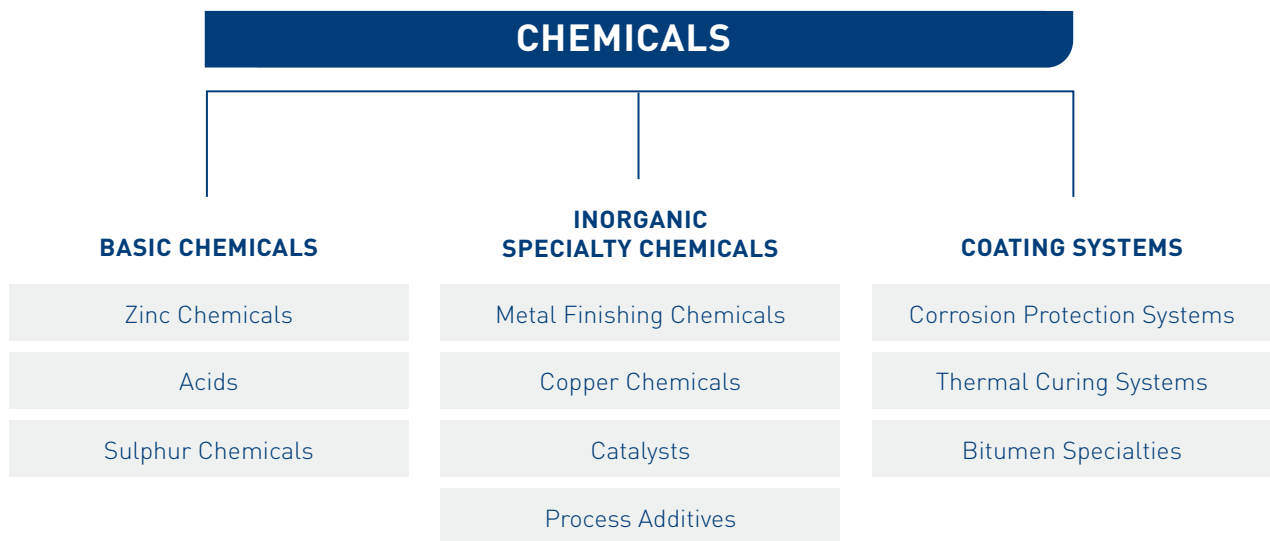 CHEMICALS
BASIC CHEMICALS
Zinc Chemicals
Acids
Sulphur Chemicals
INORGANIC
SPECIALTY CHEMICALS
Metal Finishing Chemicals
Copper Chemicals
Catalysts
Process Additives
COATING SYSTEMS
Corrosion Protection Systems
Thermal Curing Systems
Bitumen Specialties